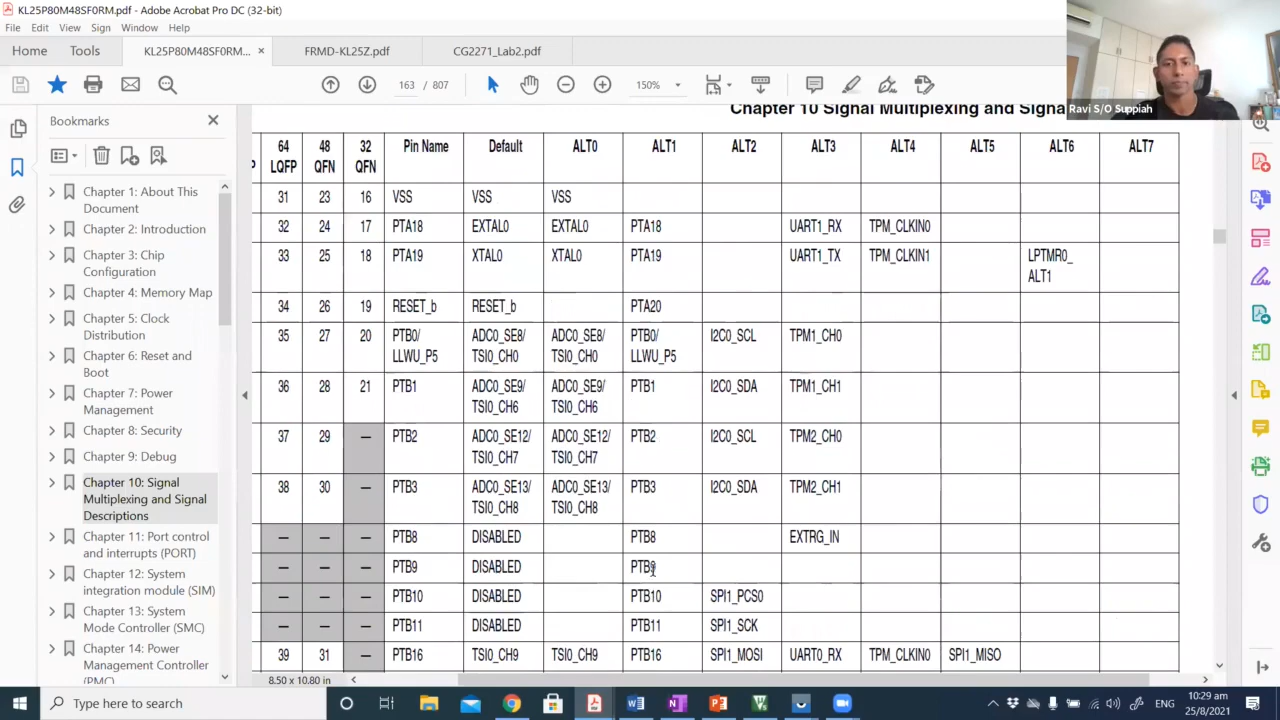 KL25P80M48SF0RM.pdf - Adobe Acrobat Pro DC (32-bit)
File Edit View Sign Window Help
Home Tools KL25P80M48SF0RM... × FRMD-KL25Z.pdf CG2271_Lab2.pdf
163 / 807 150%
Ravi S/O Suppiah
Bookmarks
Chapter 1: About This
Document
Chapter 2: Introduction
Chapter 3: Chip
Configuration
Chapter 4: Memory Map
Chapter 5: Clock
Distribution
Chapter 6: Reset and
Boot
Chapter 7: Power
Management
Chapter 8: Security
Chapter 9: Debug
Chapter 10: Signal
Multiplexing and Signal
Descriptions
Chapter 11: Port control
and interrupts (PORT)
Chapter 12: System
integration module (SIM)
Chapter 13: System
Mode Controller (SMC)
Chapter 14: Power
Management Controller
(PMC)
Chapter 10 Signal Multiplexing and Signa
64 48 32 Pin Name Default ALT0 ALT1 ALT2 ALT3 ALT4 ALT5 ALT6 ALT7
P LQFP QFN QFN
31 23 16 VSS VSS VSS
32 24 17 PTA18 EXTAL0 EXTAL0 PTA18 UART1_RX TPM_CLKIN0
33 25 18 PTA19 XTAL0 XTAL0 PTA19 UART1_TX TPM_CLKIN1 LPTMR0_
ALT1
34 26 19 RESET_b RESET_b PTA20
35 27 20 PTB0/ ADC0_SE8/ ADC0_SE8/ PTB0/ I2C0_SCL TPM1_CH0
LLWU_P5 TSI0_CH0 TSI0_CH0 LLWU_P5
36 28 21 PTB1 ADC0_SE9/ ADC0_SE9/ PTB1 I2C0_SDA TPM1_CH1
TSI0_CH6 TSI0_CH6
37 29 — PTB2 ADC0_SE12/ ADC0_SE12/ PTB2 I2C0_SCL TPM2_CH0
TSI0_CH7 TSI0_CH7
38 30 — PTB3 ADC0_SE13/ ADC0_SE13/ PTB3 I2C0_SDA TPM2_CH1
TSI0_CH8 TSI0_CH8
— — — PTB8 DISABLED PTB8 EXTRG_IN
— — — PTB9 DISABLED PTB9
— — — PTB10 DISABLED PTB10 SPI1_PCS0
— — — PTB11 DISABLED PTB11 SPI1_SCK
39 31 — PTB16 TSI0_CH9 TSI0_CH9 PTB16 SPI1_MOSI UART0_RX TPM_CLKIN0 SPI1_MISO
8.50 x 10.80 in
Type here to search
ENG
10:29 am
25/8/2021